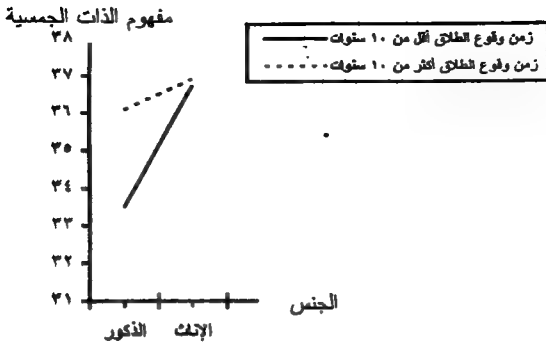 مفهوم الذات الجمسية
زمن وقوع الطلاق أقل من ١٠ سنوات
زمن وقوع الطلاق أكثر من ١٠ سنوات
٣٨
٣٧
٣٦
٣٥
٣٤
٣٣
٣٢
٣١
الجنس
الذكور
الإناث